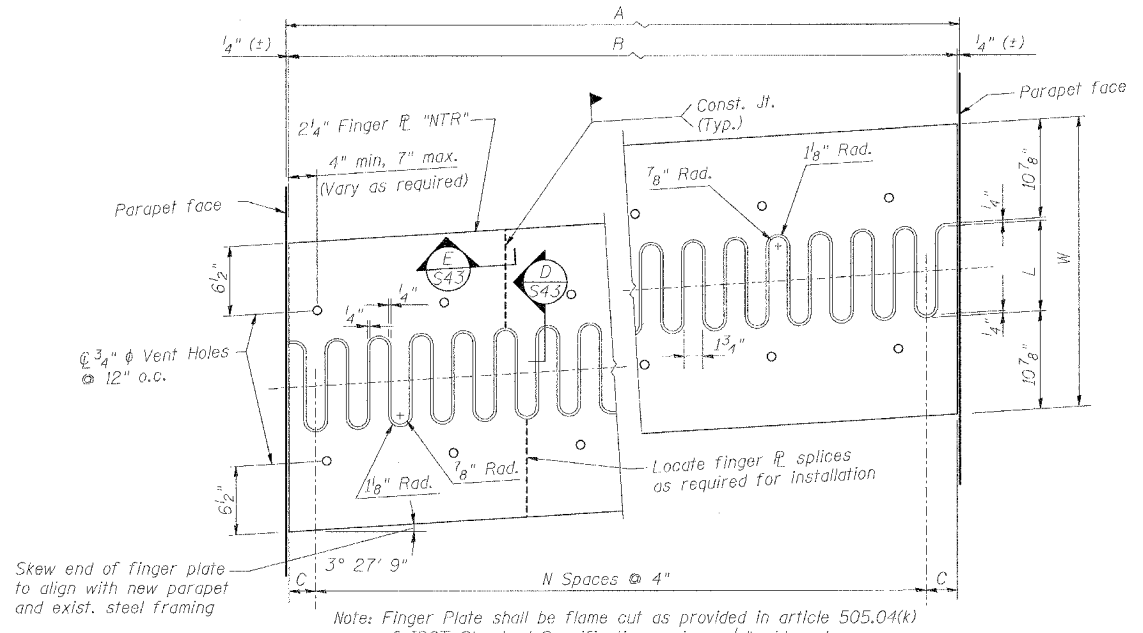 A
1/4" (±)
B
1/4" (±)
Parapet face
Const. Jt.
(Typ.)
2 1/4" Finger ℙL "NTR"
4" min, 7" max.
(Vary as required)
Parapet face
7/8" Rad.
1 1/8" Rad.
10 7/8"
1/4"
L
W
1/4"
10 7/8"
E
S43
D
S43
6 1/2"
1/4"
1/4"
1 3/4"
℄ 3/4" ϕ Vent Holes
@ 12" o.c.
7/8" Rad.
1 1/8" Rad.
Locate finger ℙL splices
as required for installation
6 1/2"
3° 27' 9"
Skew end of finger plate
to align with new parapet
and exist. steel framing
C
N Spaces @ 4"
C
Note: Finger Plate shall be flame cut as provided in article 505.04(k)